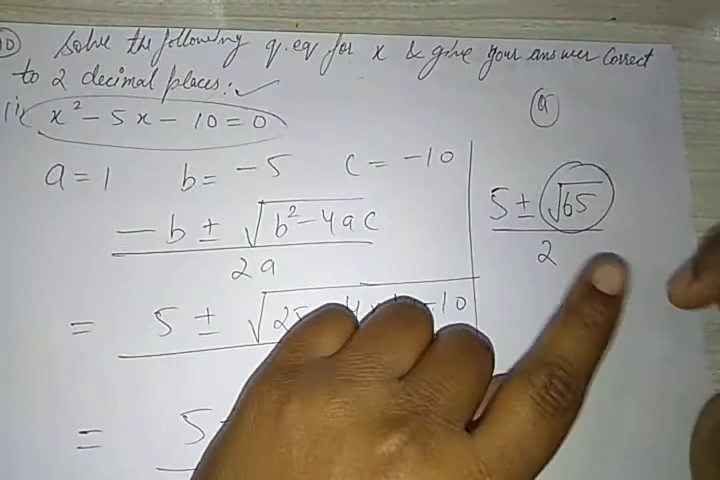 Solve the following q.eq for x & give your answer correct
to 2 decimal places:- ✓
x² - 5x - 10 = 0
a = 1 b = -5 c = -10
-b ± √b² - 4ac
2a
= 5 ± √25
-10
= 5
5 ± √65
2